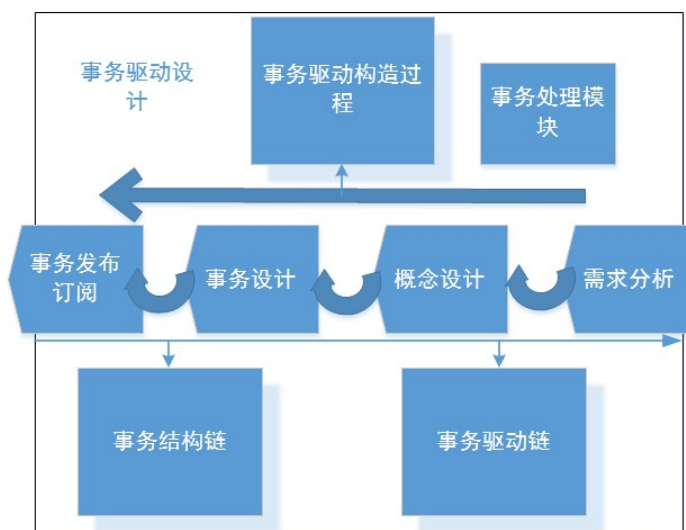 事务驱动设
计
事务驱动构造过
程
事务处理模
块
事务发布
订阅
事务设计
概念设计
需求分析
事务结构链
事务驱动链